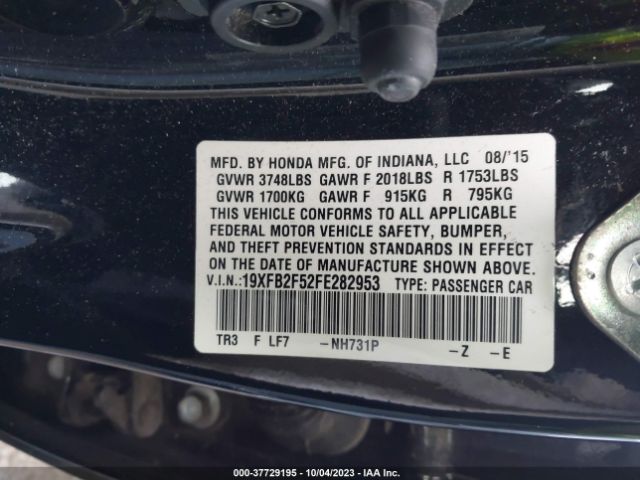 MFD. BY HONDA MFG. OF INDIANA, LLC 08/'15
GVWR 3748LBS GAWR F 2018LBS R 1753LBS
GVWR 1700KG GAWR F 915KG R 795KG
THIS VEHICLE CONFORMS TO ALL APPLICABLE
FEDERAL MOTOR VEHICLE SAFETY, BUMPER,
AND THEFT PREVENTION STANDARDS IN EFFECT
ON THE DATE OF MANUFACTURE SHOWN ABOVE.
V.I.N.:19XFB2F52FE282953 TYPE: PASSENGER CAR
TR3 F LF7 -NH731P -Z -E
000-37729195 - 10/04/2023 - IAA Inc.